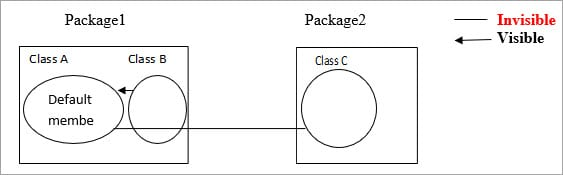 Package1 Package2 Invisible
Visible
Class A Class B Class C
Default
membe